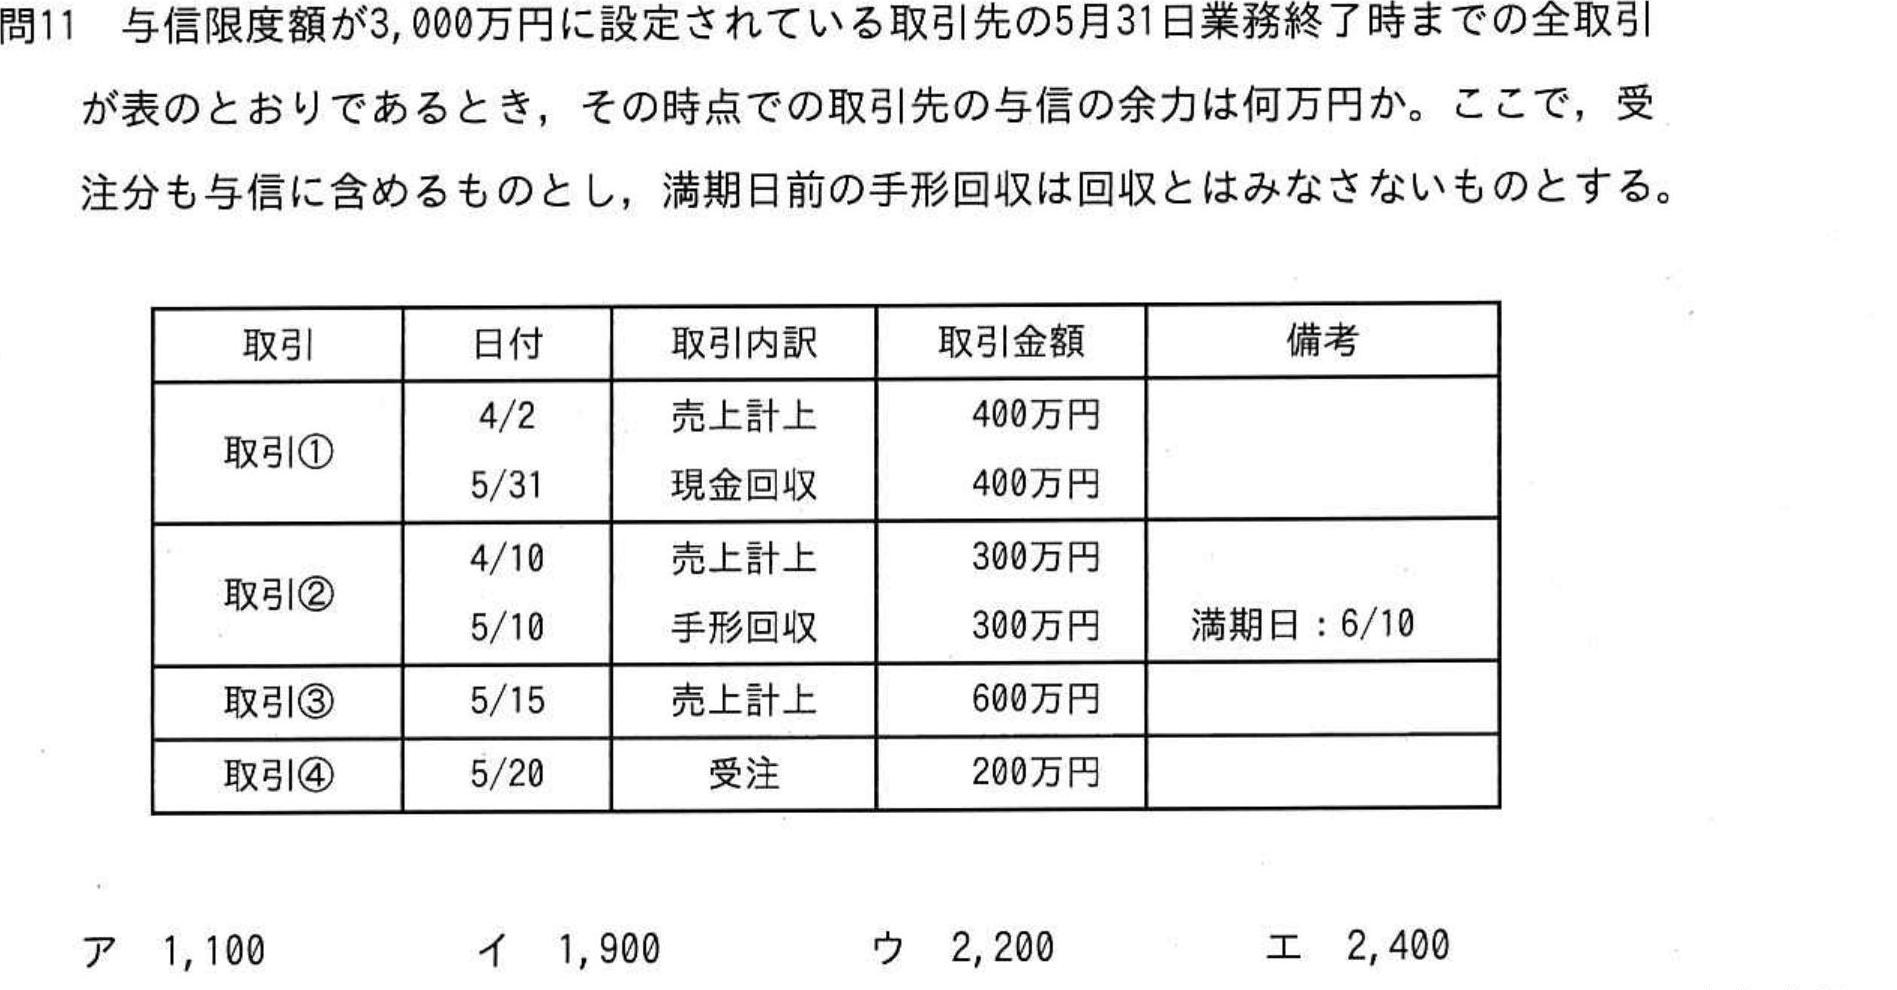 問11 与信限度額が3,000万円に設定されている取引先の5月31日業務終了時までの全取引
が表のとおりであるとき，その時点での取引先の与信の余力は何万円か。ここで，受
注分も与信に含めるものとし，満期日前の手形回収は回収とはみなさないものとする。
取引 日付 取引内訳 取引金額 備考
取引① 4/2 売上計上 400万円
5/31 現金回収 400万円
取引② 4/10 売上計上 300万円
5/10 手形回収 300万円 満期日：6/10
取引③ 5/15 売上計上 600万円
取引④ 5/20 受注 200万円
ア 1,100 イ 1,900 ウ 2,200 エ 2,400